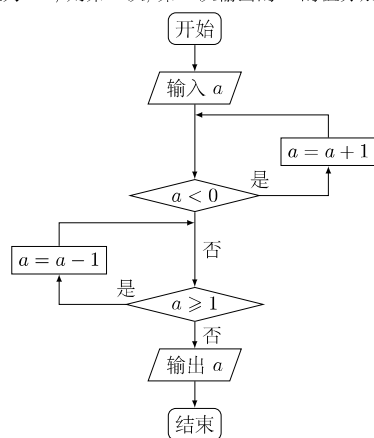 开始
输入 a
a = a + 1
a < 0
是
否
a = a − 1
是
a ⩾ 1
否
输出 a
结束